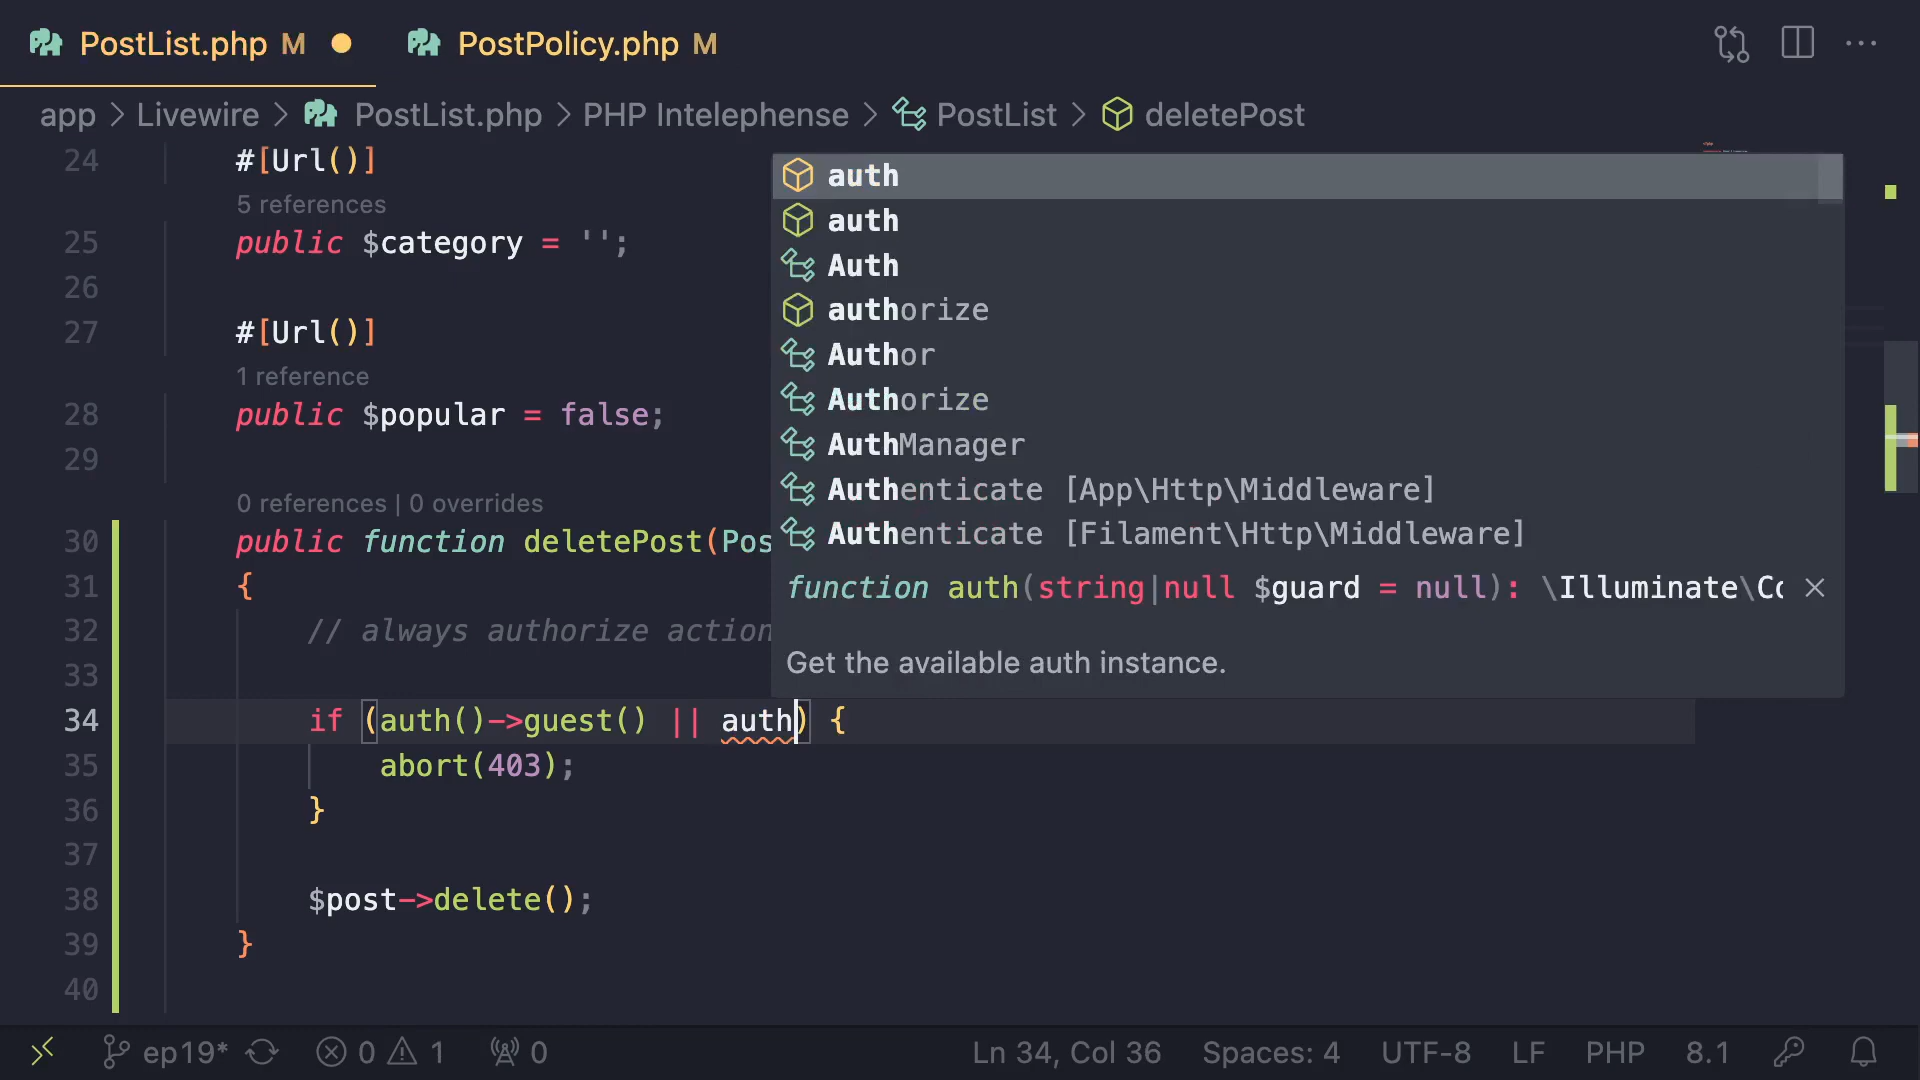 PostList.php M
PostPolicy.php M
app > Livewire > PostList.php > PHP Intelephense > PostList > deletePost
24 #[Url()]
5 references
25 public $category = '';
26
27 #[Url()]
1 reference
28 public $popular = false;
29
0 references | 0 overrides
30 public function deletePost(Pos
31 {
32 // always authorize action
33
34 if (auth()->guest() || auth) {
35 abort(403);
36 }
37
38 $post->delete();
39 }
40
auth
auth
Auth
authorize
Author
Authorize
AuthManager
Authenticate [App\Http\Middleware]
Authenticate [Filament\Http\Middleware]
function auth(string|null $guard = null): \Illuminate\Co
Get the available auth instance.
ep19* 0 1 0 Ln 34, Col 36 Spaces: 4 UTF-8 LF PHP 8.1